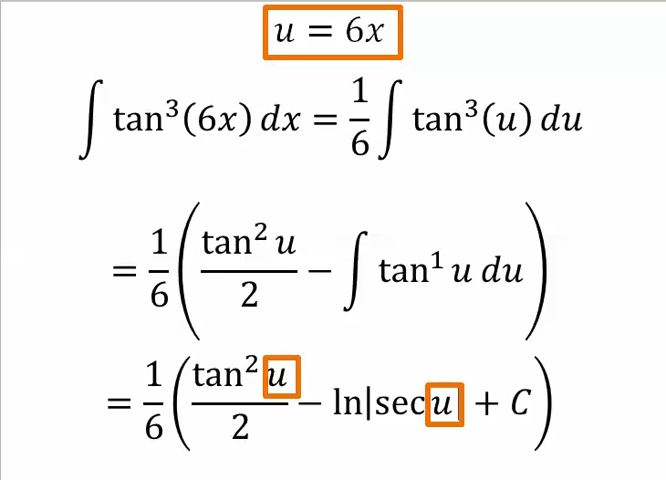 u = 6x
∫ tan³(6x) dx = 1/6 ∫ tan³(u) du
= 1/6 ( tan² u / 2 − ∫ tan¹ u du )
= 1/6 ( tan² u / 2 − ln|sec u| + C )